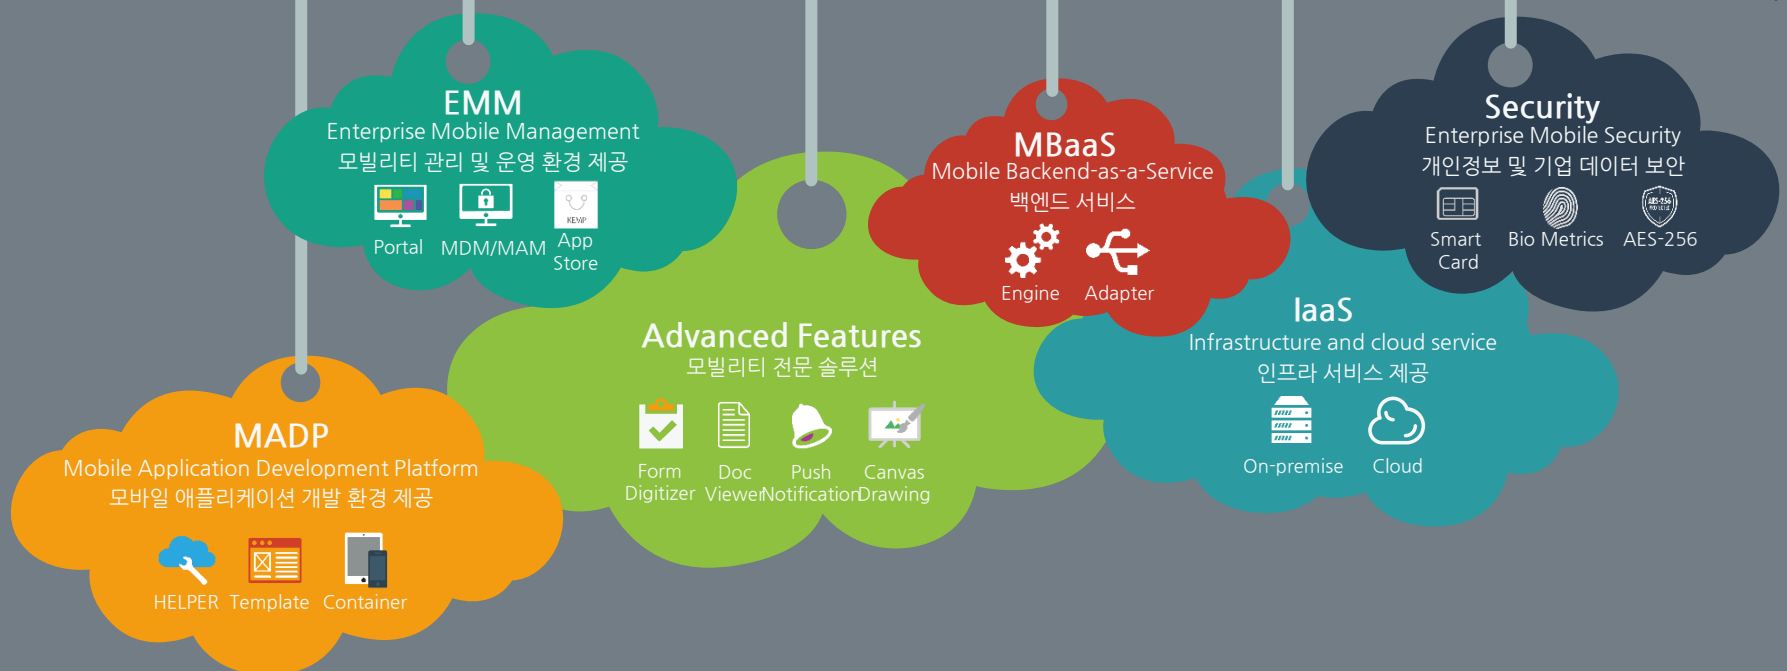 EMM
Enterprise Mobile Management
모빌리티 관리 및 운영 환경 제공
KEMP
Portal
MDM/MAM
App
Store
MBaaS
Mobile Backend-as-a-Service
백엔드 서비스
Engine
Adapter
Security
Enterprise Mobile Security
개인정보 및 기업 데이터 보안
AES-256
Smart
Card
Bio Metrics
AES-256
Advanced Features
모빌리티 전문 솔루션
Form
Digitizer
Doc
Viewer
Push
Notification
Canvas
Drawing
IaaS
Infrastructure and cloud service
인프라 서비스 제공
On-premise
Cloud
MADP
Mobile Application Development Platform
모바일 애플리케이션 개발 환경 제공
HELPER
Template
Container